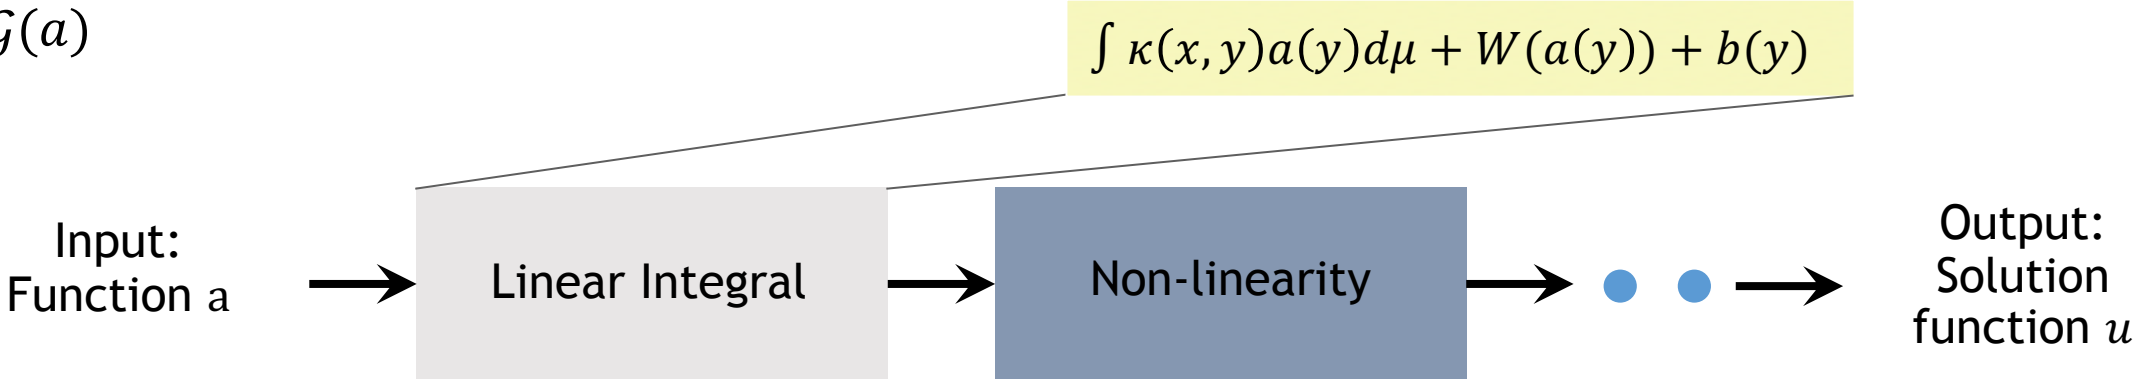 𝒢(a)
∫ κ(x, y)a(y)dμ + W(a(y)) + b(y)
Input:
Function a
Linear Integral
Non-linearity
Output:
Solution
function u